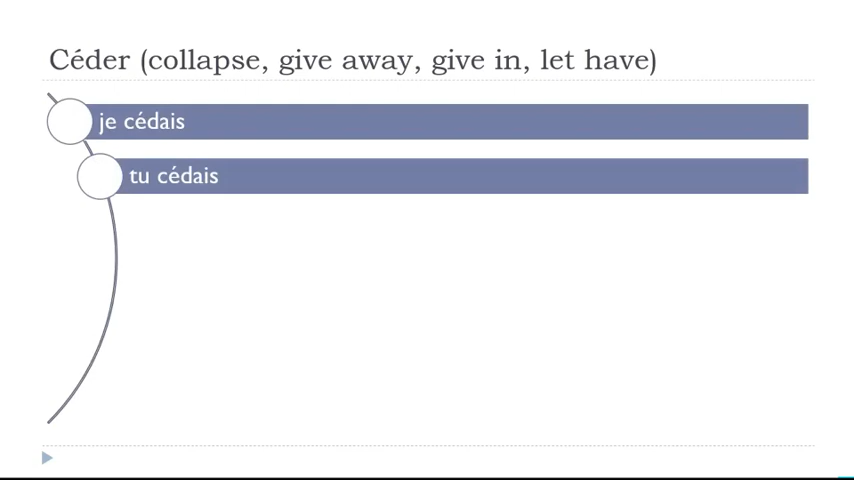 Céder (collapse, give away, give in, let have)
je cédais
tu cédais